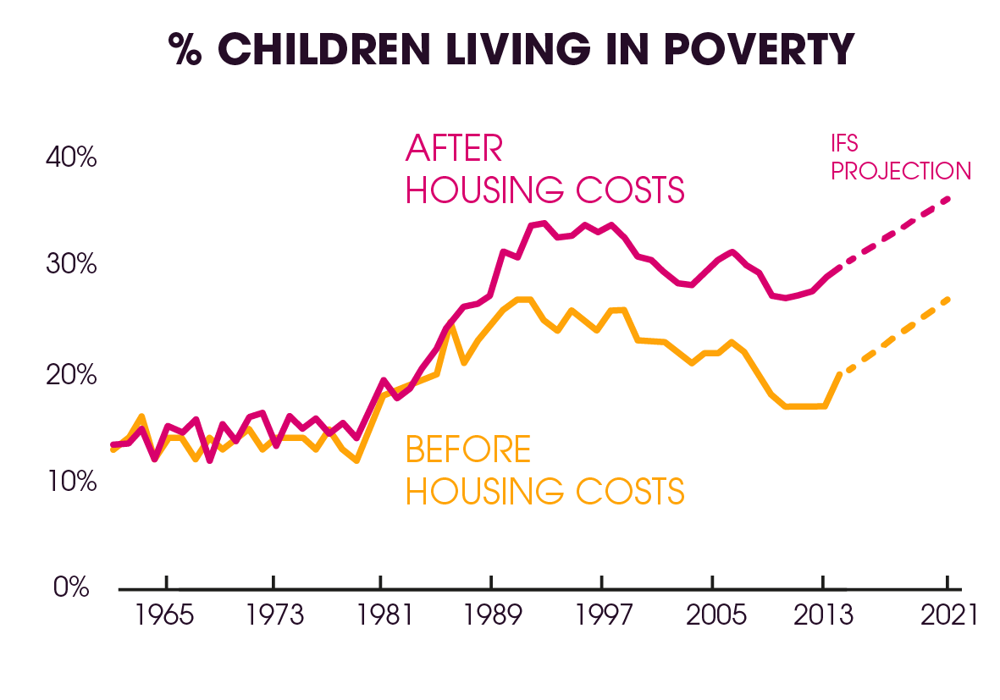 % CHILDREN LIVING IN POVERTY
AFTER
HOUSING COSTS
IFS
PROJECTION
40%
30%
20%
10%
0%
BEFORE
HOUSING COSTS
1965 1973 1981 1989 1997 2005 2013 2021